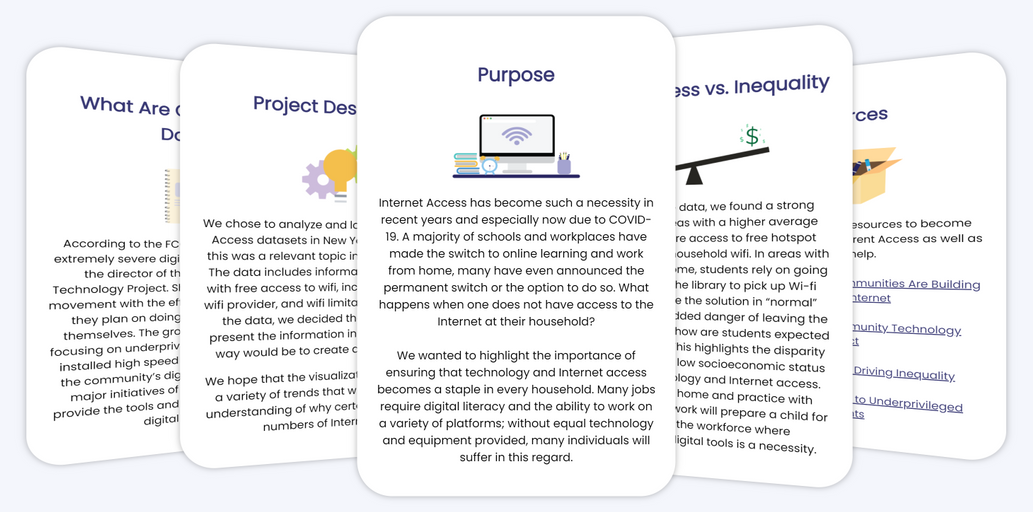 What Are
According to the FC
extremely severe digi
the director of th
Technology Project. S
movement with the ef
they plan on doing
themselves. The gro
focusing on underpriv
installed high speed
the community's dig
major initiatives of
provide the tools and
digital
Project Des
We chose to analyze and lo
Access datasets in New Y
this was a relevant topic in
The data includes informa
with free access to wifi, inc
wifi provider, and wifi limita
the data, we decided th
present the information in
way would be to create a
We hope that the visualizat
a variety of trends that w
understanding of why cert
numbers of Inter
Purpose
Internet Access has become such a necessity in
recent years and especially now due to COVID-
19. A majority of schools and workplaces have
made the switch to online learning and work
from home, many have even announced the
permanent switch or the option to do so. What
happens when one does not have access to the
Internet at their household?
We wanted to highlight the importance of
ensuring that technology and Internet access
becomes a staple in every household. Many jobs
require digital literacy and the ability to work on
a variety of platforms; without equal technology
and equipment provided, many individuals will
suffer in this regard.
ess vs. Inequality
$ $ $
data, we found a strong
as with a higher average
re access to free hotspot
ousehold wifi. In areas with
me, students rely on going
he library to pick up Wi-fi
e the solution in "normal"
dded danger of leaving the
how are students expected
his highlights the disparity
low socioeconomic status
ology and Internet access.
home and practice with
work will prepare a child for
the workforce where
digital tools is a necessity.
rces
esources to become
rent Access as well as
help.
munities Are Building
nternet
munity Technology
ct
Driving Inequality
to Underprivileged
ts